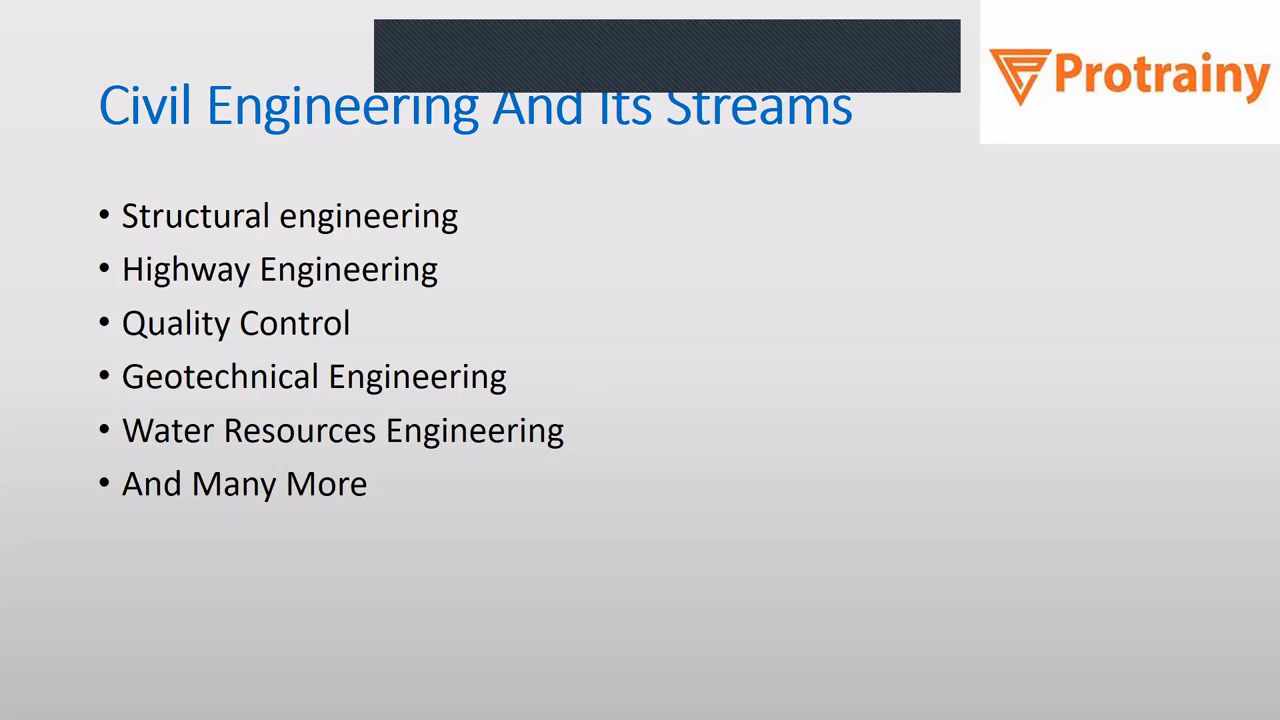 Protrainy
Civil Engineering And Its Streams
• Structural engineering
• Highway Engineering
• Quality Control
• Geotechnical Engineering
• Water Resources Engineering
• And Many More